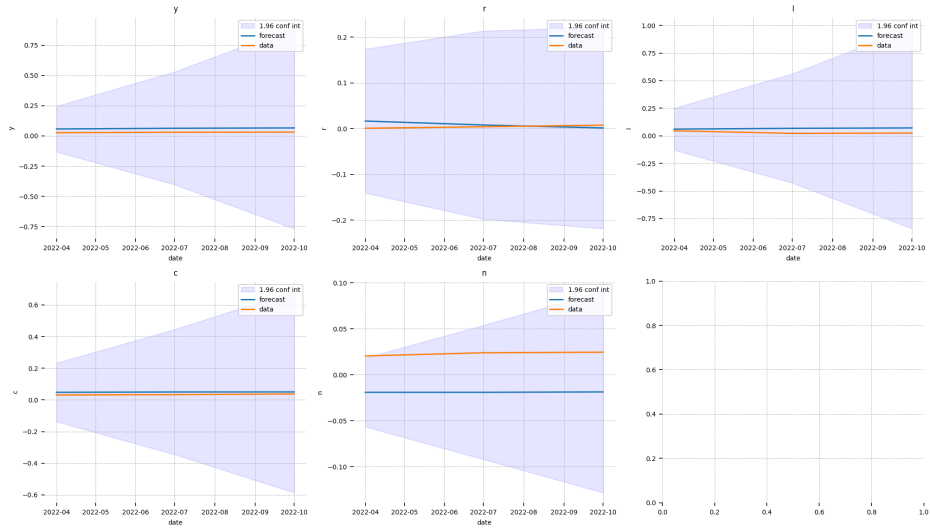 y
1.96 conf int
forecast
data
0.75
0.50
0.25
0.00
−0.25
−0.50
−0.75
y
2022-04 2022-05 2022-06 2022-07 2022-08 2022-09 2022-10
date
r
1.96 conf int
forecast
data
0.2
0.1
0.0
−0.1
−0.2
r
2022-04 2022-05 2022-06 2022-07 2022-08 2022-09 2022-10
date
l
1.96 conf int
forecast
data
1.00
0.75
0.50
0.25
0.00
−0.25
−0.50
−0.75
l
2022-04 2022-05 2022-06 2022-07 2022-08 2022-09 2022-10
date
c
1.96 conf int
forecast
data
0.6
0.4
0.2
0.0
−0.2
−0.4
−0.6
c
2022-04 2022-05 2022-06 2022-07 2022-08 2022-09 2022-10
date
n
1.96 conf int
forecast
data
0.10
0.05
0.00
−0.05
−0.10
n
2022-04 2022-05 2022-06 2022-07 2022-08 2022-09 2022-10
date
1.0
0.8
0.6
0.4
0.2
0.0
0.0 0.2 0.4 0.6 0.8 1.0